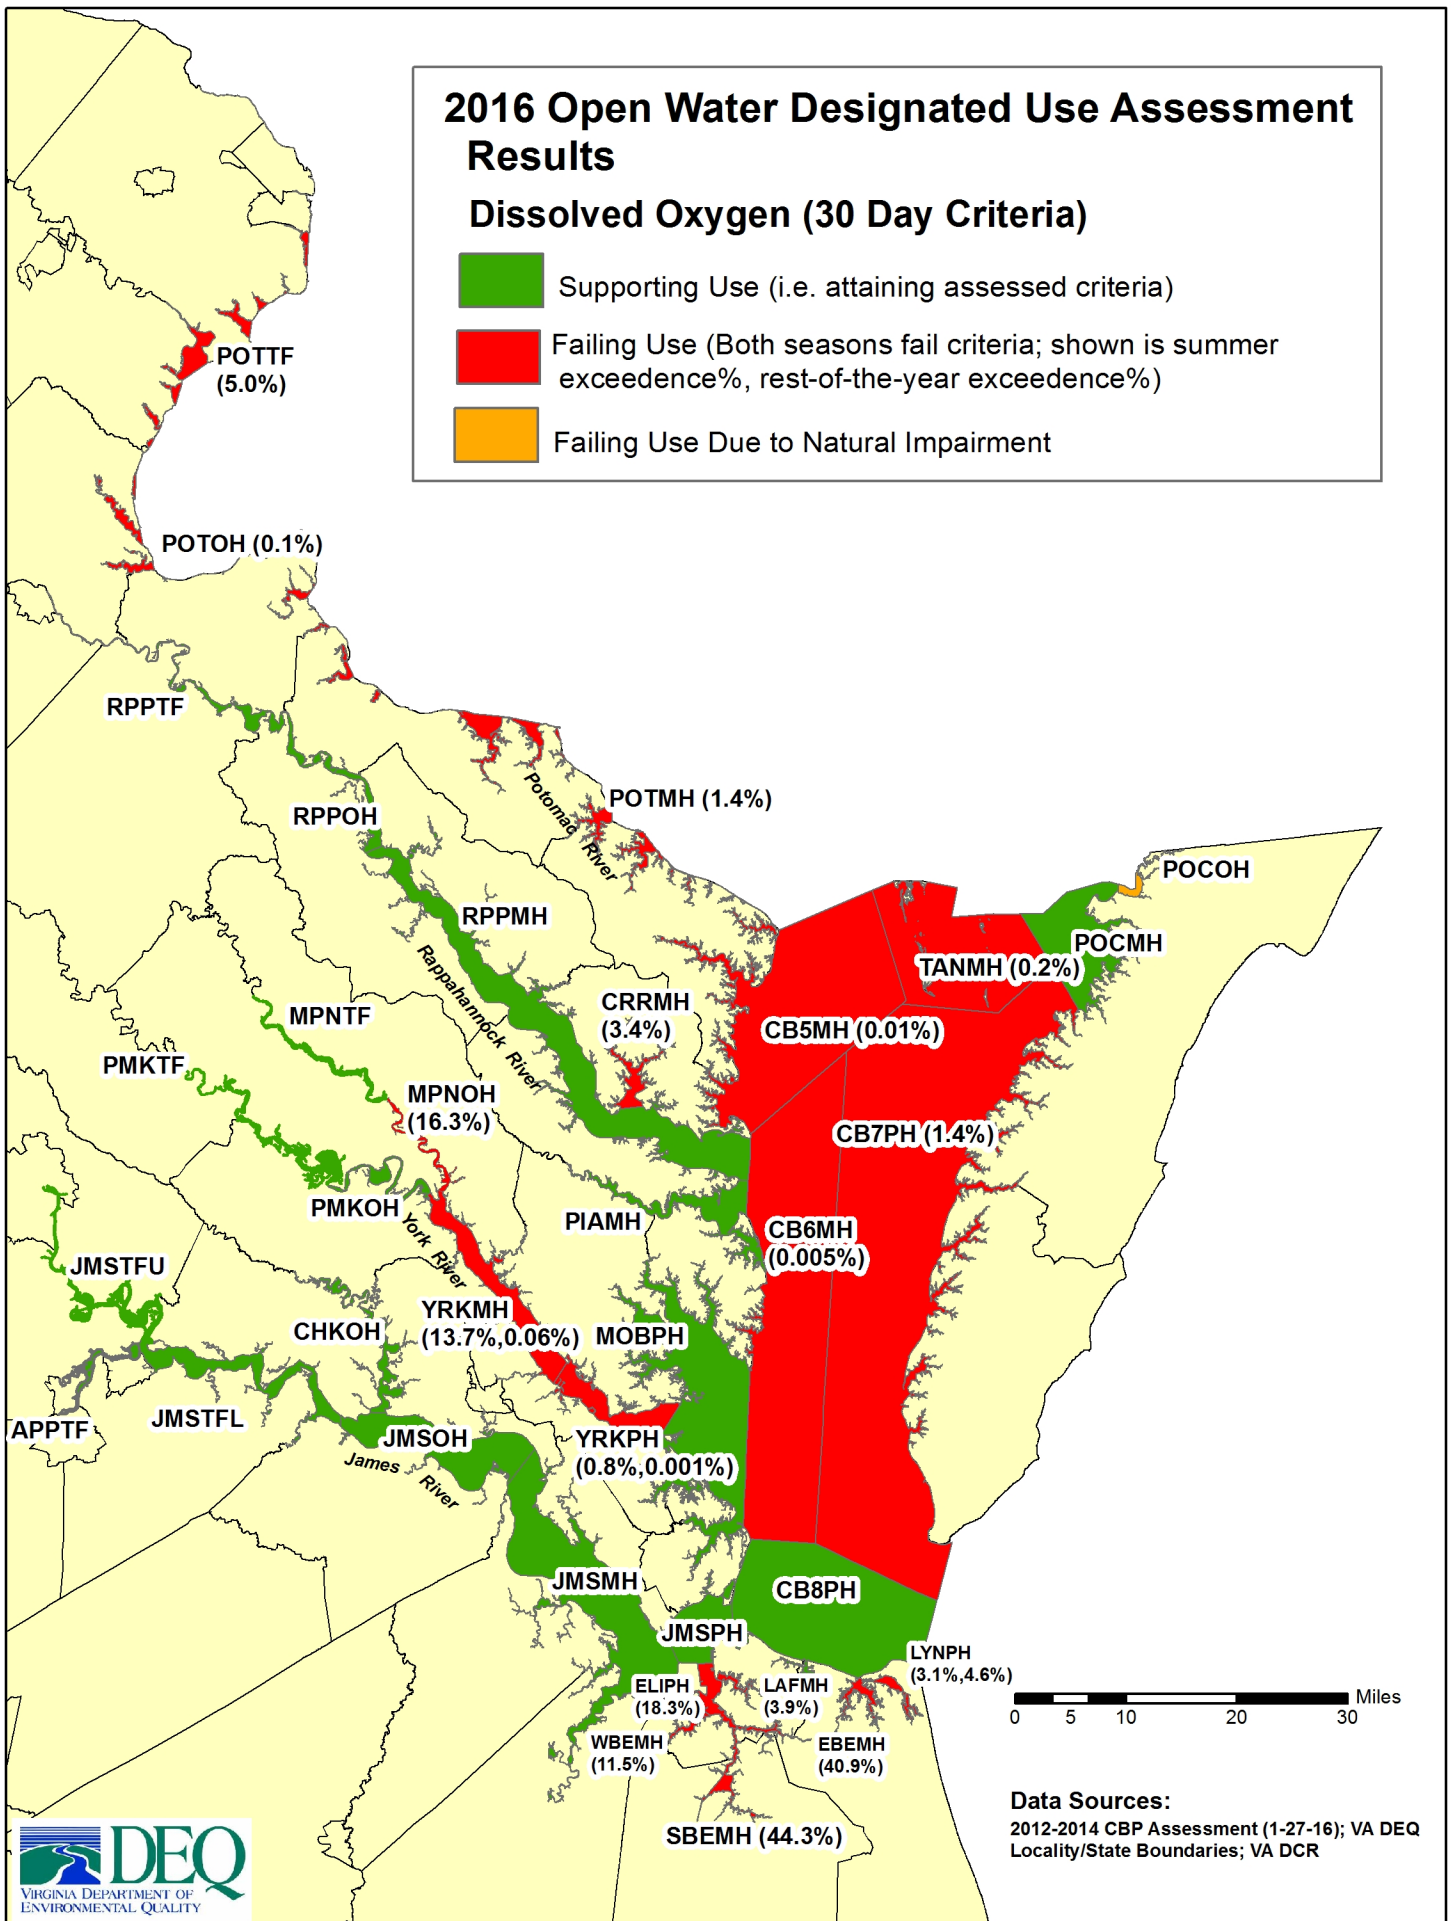 2016 Open Water Designated Use Assessment
Results
Dissolved Oxygen (30 Day Criteria)
Supporting Use (i.e. attaining assessed criteria)
Failing Use (Both seasons fail criteria; shown is summer
exceedence%, rest-of-the-year exceedence%)
Failing Use Due to Natural Impairment
POTTF
(5.0%)
POTOH (0.1%)
RPPTF
RPPOH
Potomac River
POTMH (1.4%)
POCOH
RPPMH
POCMH
TANMH (0.2%)
Rappahannock River
CRRMH
(3.4%)
MPNTF
CB5MH (0.01%)
PMKTF
MPNOH
(16.3%)
CB7PH (1.4%)
PMKOH
York River
PIAMH
CB6MH
(0.005%)
JMSTFU
YRKMH
(13.7%,0.06%)
CHKOH
MOBPH
APPTF
JMSTFL
JMSOH
James River
YRKPH
(0.8%,0.001%)
JMSMH
CB8PH
JMSPH
LYNPH
(3.1%,4.6%)
ELIPH
(18.3%)
LAFMH
(3.9%)
WBEMH
(11.5%)
EBEMH
(40.9%)
SBEMH (44.3%)
Miles
0 5 10 20 30
Data Sources:
2012-2014 CBP Assessment (1-27-16); VA DEQ
Locality/State Boundaries; VA DCR
DEQ
VIRGINIA DEPARTMENT OF
ENVIRONMENTAL QUALITY